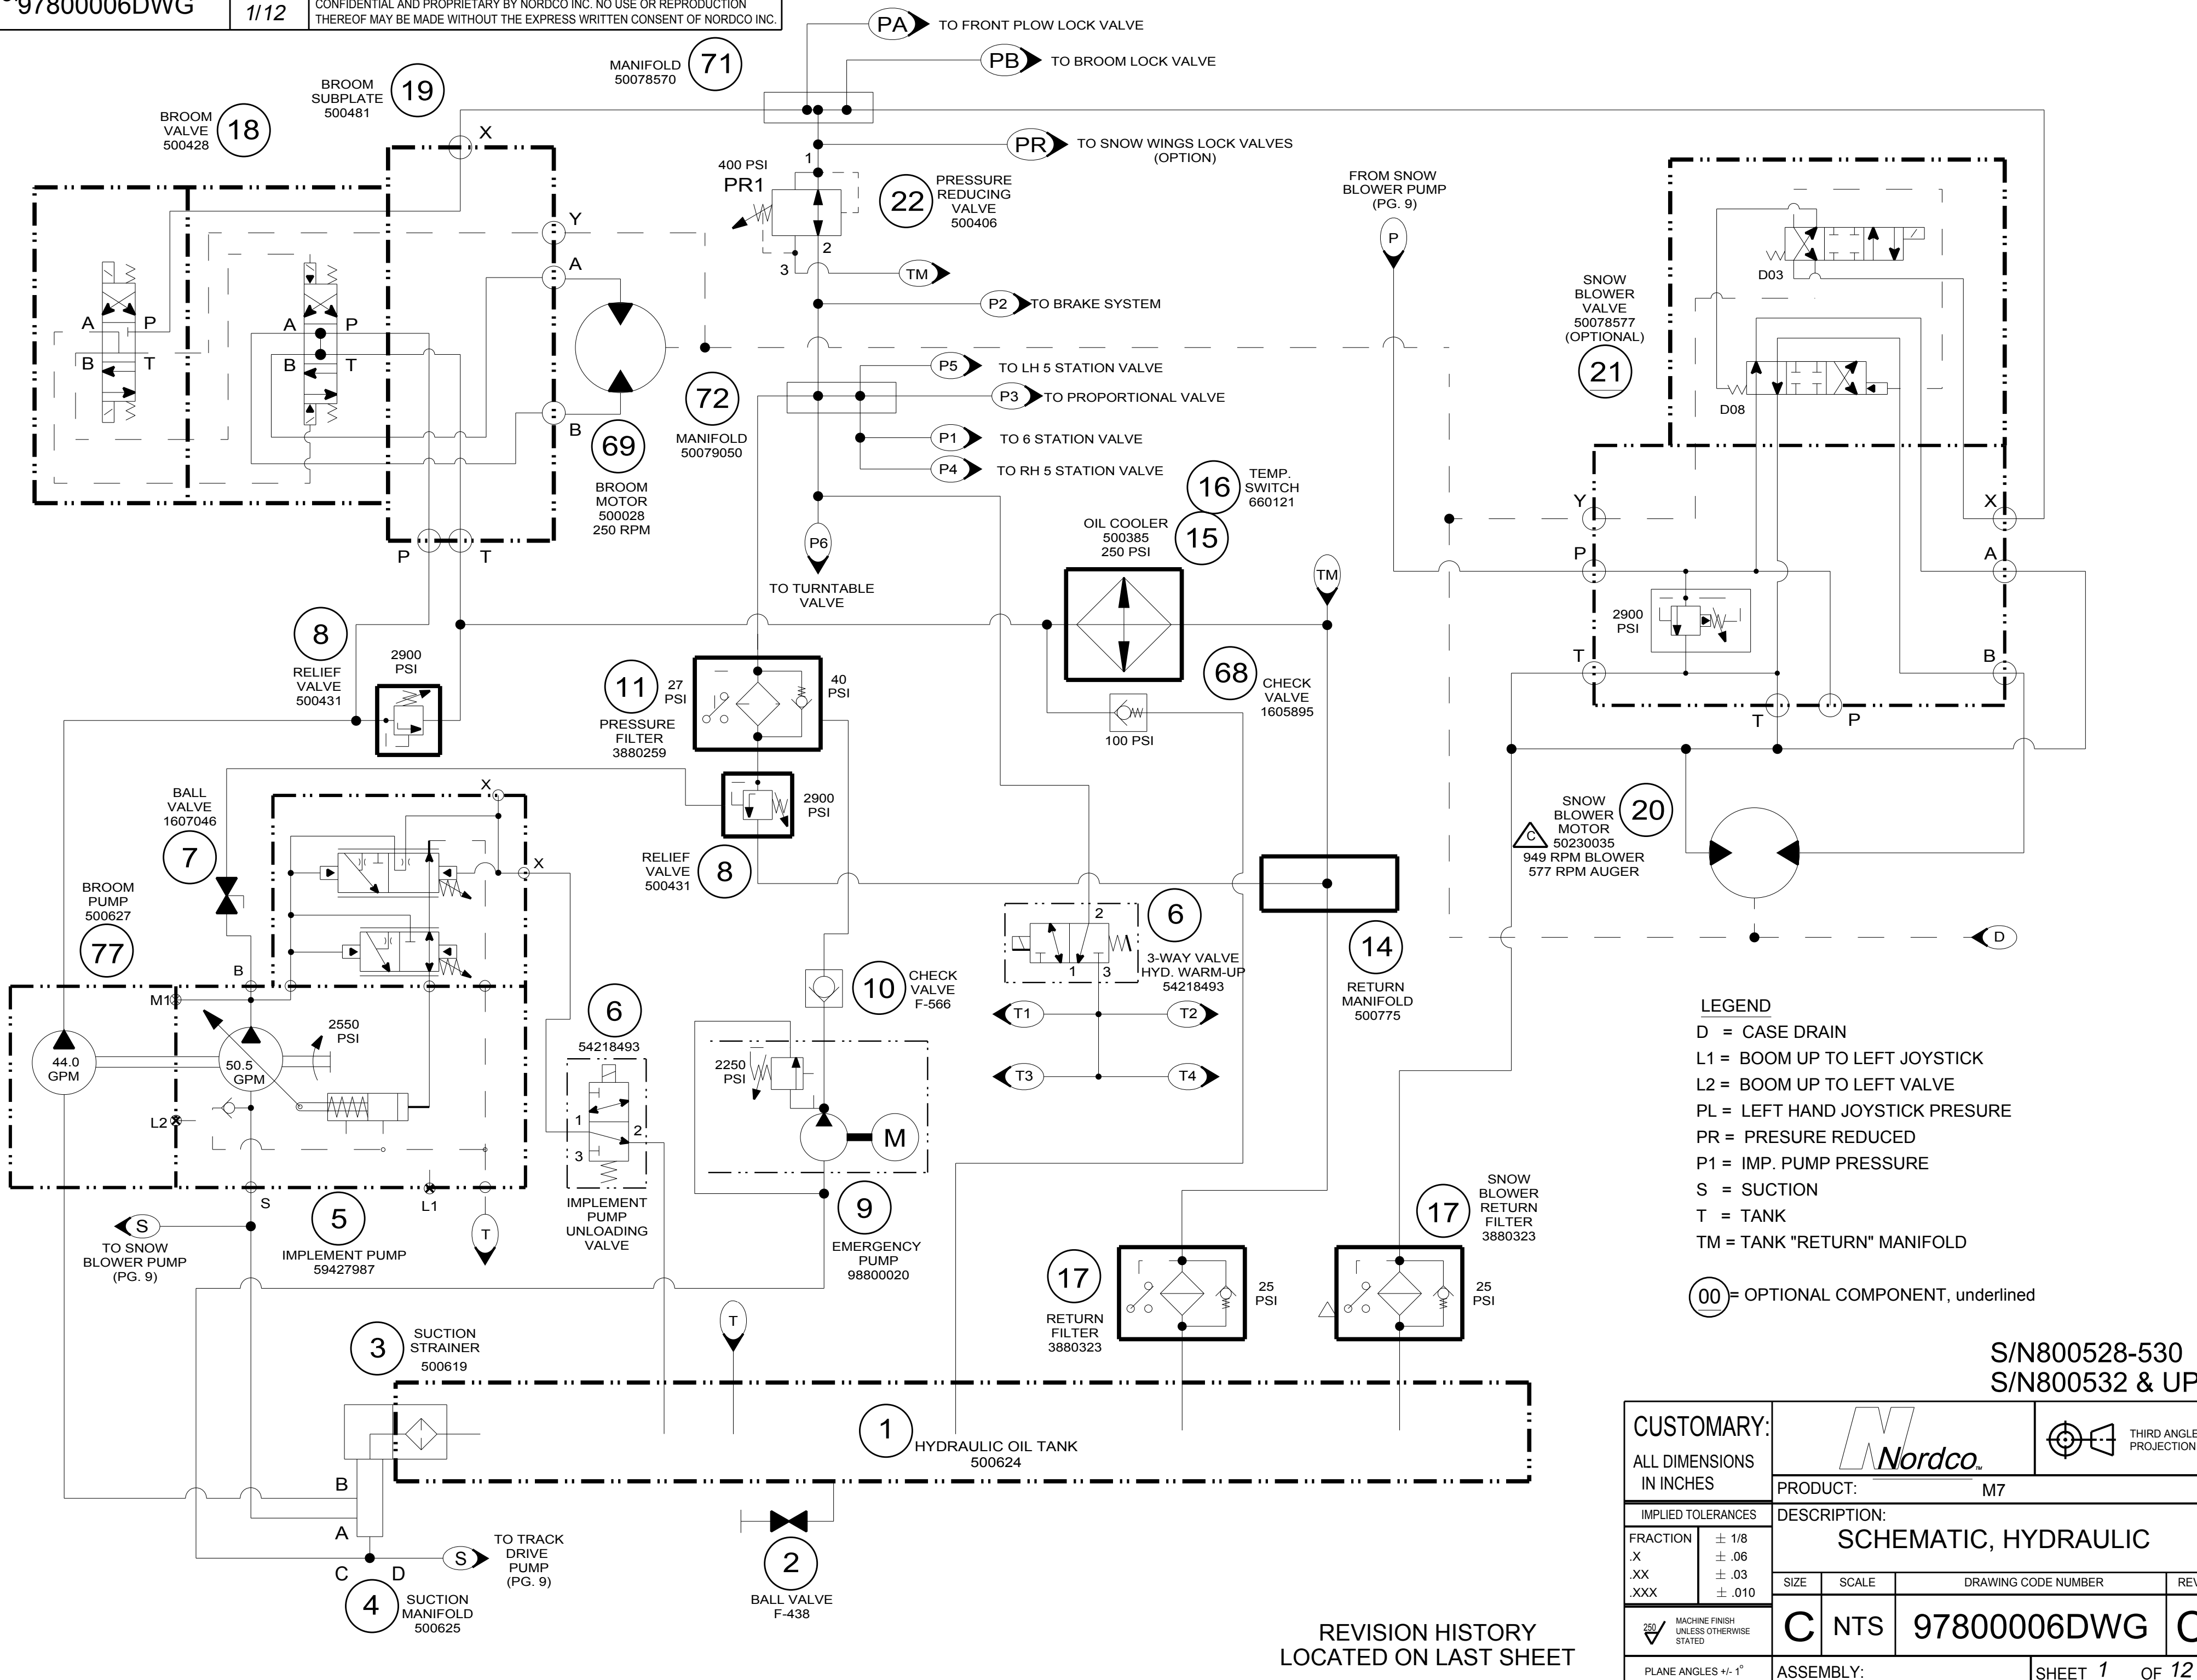 97800006DWG
1/12
CONFIDENTIAL AND PROPRIETARY BY NORDCO INC. NO USE OR REPRODUCTION
THEREOF MAY BE MADE WITHOUT THE EXPRESS WRITTEN CONSENT OF NORDCO INC.
PA TO FRONT PLOW LOCK VALVE
PB TO BROOM LOCK VALVE
MANIFOLD
50078570
71
BROOM
SUBPLATE
500481
19
BROOM
VALVE
500428
18
X
Y
A
B
P
T
A
P
B
T
A
P
B
T
PR TO SNOW WINGS LOCK VALVES
(OPTION)
400 PSI
PR1
1
2
3
22
PRESSURE
REDUCING
VALVE
500406
TM
P2 TO BRAKE SYSTEM
P5 TO LH 5 STATION VALVE
P3 TO PROPORTIONAL VALVE
P1 TO 6 STATION VALVE
P4 TO RH 5 STATION VALVE
72
MANIFOLD
50079050
69
BROOM
MOTOR
500028
250 RPM
P6
TO TURNTABLE
VALVE
FROM SNOW
BLOWER PUMP
(PG. 9)
P
SNOW
BLOWER
VALVE
50078577
(OPTIONAL)
21
D03
D08
Y
P
T
X
A
B
T
P
2900
PSI
16
TEMP.
SWITCH
660121
OIL COOLER
500385
250 PSI
15
TM
68
CHECK
VALVE
1605895
100 PSI
8
RELIEF
VALVE
500431
2900
PSI
11
27
PSI
40
PSI
PRESSURE
FILTER
3880259
2900
PSI
RELIEF
VALVE
500431
8
BALL
VALVE
1607046
7
BROOM
PUMP
500627
77
X
X
B
M1
44.0
GPM
50.5
GPM
2550
PSI
L2
S
L1
T
S
TO SNOW
BLOWER PUMP
(PG. 9)
5
IMPLEMENT PUMP
59427987
6
54218493
1
2
3
IMPLEMENT
PUMP
UNLOADING
VALVE
10
CHECK
VALVE
F-566
2250
PSI
M
9
EMERGENCY
PUMP
98800020
2
1
3
6
3-WAY VALVE
HYD. WARM-UP
54218493
T1
T2
T3
T4
14
RETURN
MANIFOLD
500775
SNOW
BLOWER
MOTOR
50230035
949 RPM BLOWER
577 RPM AUGER
20
C
D
17
RETURN
FILTER
3880323
25
PSI
17
SNOW
BLOWER
RETURN
FILTER
3880323
25
PSI
3
SUCTION
STRAINER
500619
T
1
HYDRAULIC OIL TANK
500624
B
A
C
D
S
TO TRACK
DRIVE
PUMP
(PG. 9)
4
SUCTION
MANIFOLD
500625
2
BALL VALVE
F-438
LEGEND
D = CASE DRAIN
L1 = BOOM UP TO LEFT JOYSTICK
L2 = BOOM UP TO LEFT VALVE
PL = LEFT HAND JOYSTICK PRESURE
PR = PRESURE REDUCED
P1 = IMP. PUMP PRESSURE
S = SUCTION
T = TANK
TM = TANK "RETURN" MANIFOLD
00 = OPTIONAL COMPONENT, underlined
S/N800528-530
S/N800532 & UP
REVISION HISTORY
LOCATED ON LAST SHEET
CUSTOMARY:
ALL DIMENSIONS
IN INCHES
Nordco™
THIRD ANGLE
PROJECTION
PRODUCT: M7
IMPLIED TOLERANCES
FRACTION ± 1/8
.X ± .06
.XX ± .03
.XXX ± .010
DESCRIPTION:
SCHEMATIC, HYDRAULIC
SIZE SCALE DRAWING CODE NUMBER REV
C NTS 97800006DWG C
250 MACHINE FINISH
UNLESS OTHERWISE
STATED
PLANE ANGLES +/- 1°
ASSEMBLY:
SHEET 1 OF 12